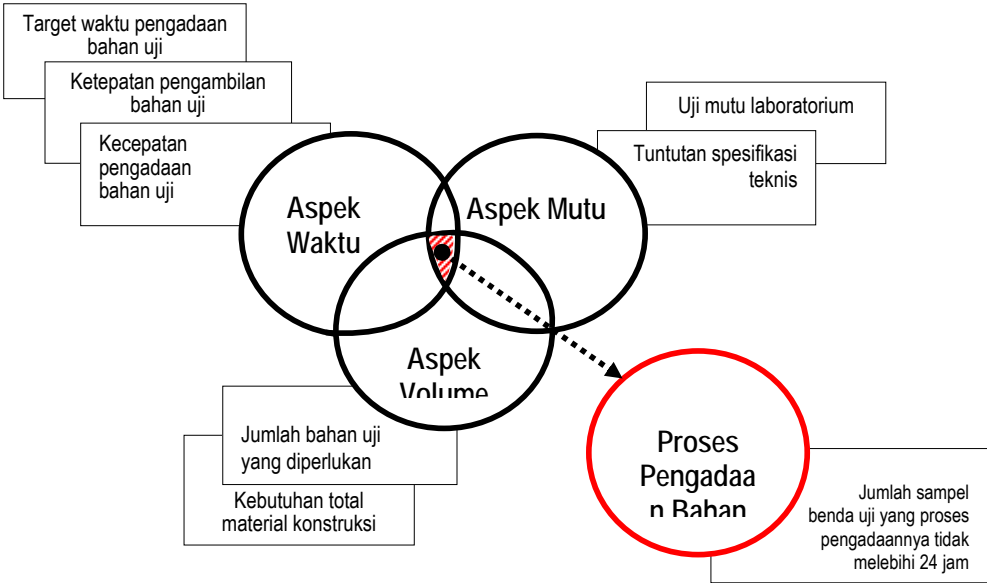 Target waktu pengadaan
bahan uji
Ketepatan pengambilan
bahan uji
Kecepatan
pengadaan
bahan uji
Uji mutu laboratorium
Tuntutan spesifikasi
teknis
Aspek
Waktu
Aspek Mutu
Aspek
Volume
Jumlah bahan uji
yang diperlukan
Kebutuhan total
material konstruksi
Proses
Pengadaa
n Bahan
Jumlah sampel
benda uji yang proses
pengadaannya tidak
melebihi 24 jam